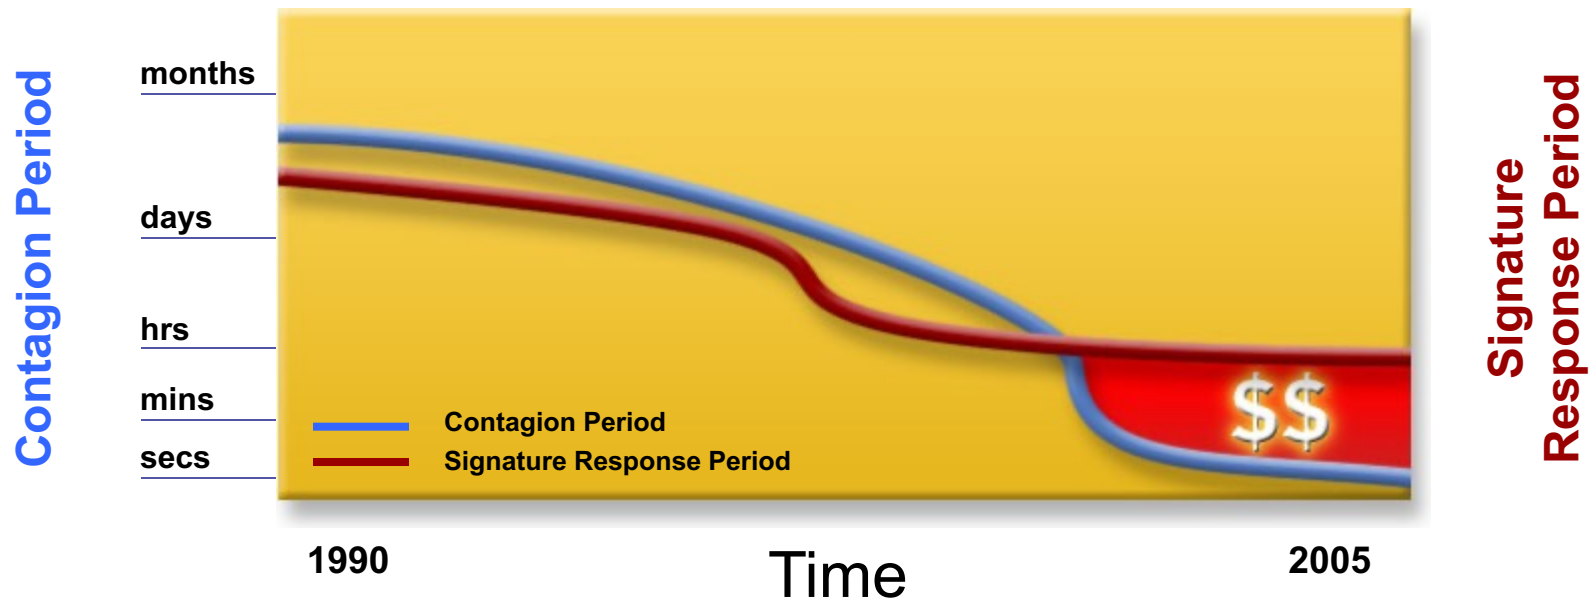 Contagion Period
months
days
hrs
mins
secs
Contagion Period
Signature Response Period
$$
1990
Time
2005
Signature
Response Period